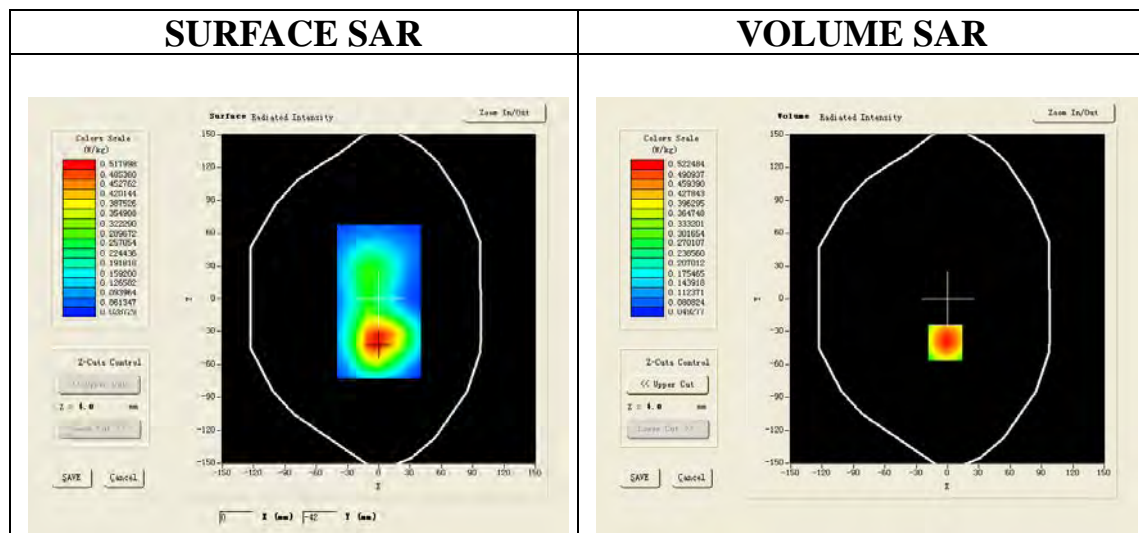 SURFACE SAR
VOLUME SAR
Surface Radiated Intensity
Zoom In/Out
Colors Scale
(W/kg)
0.517998
0.485380
0.452762
0.420144
0.387526
0.354908
0.322290
0.289672
0.257054
0.224436
0.191818
0.159200
0.126582
0.093964
0.061347
0.028729
150
120
90
60
30
0
-30
-60
-90
-120
-150
Y
-150 -120 -90 -60 -30 0 30 60 90 120 150
X
Z-Cuts Control
<< Upper Cut
Z = 4.0 mm
Lower Cut >>
SAVE Cancel
0 X (mm) -42 Y (mm)
Volume Radiated Intensity
Zoom In/Out
Colors Scale
(W/kg)
0.522484
0.490937
0.459390
0.427843
0.396295
0.364748
0.333201
0.301654
0.270107
0.238560
0.207012
0.175465
0.143918
0.112371
0.080824
0.049277
150
120
90
60
30
0
-30
-60
-90
-120
-150
Y
-150 -120 -90 -60 -30 0 30 60 90 120 150
X
Z-Cuts Control
<< Upper Cut
Z = 4.0 mm
Lower Cut >>
SAVE Cancel